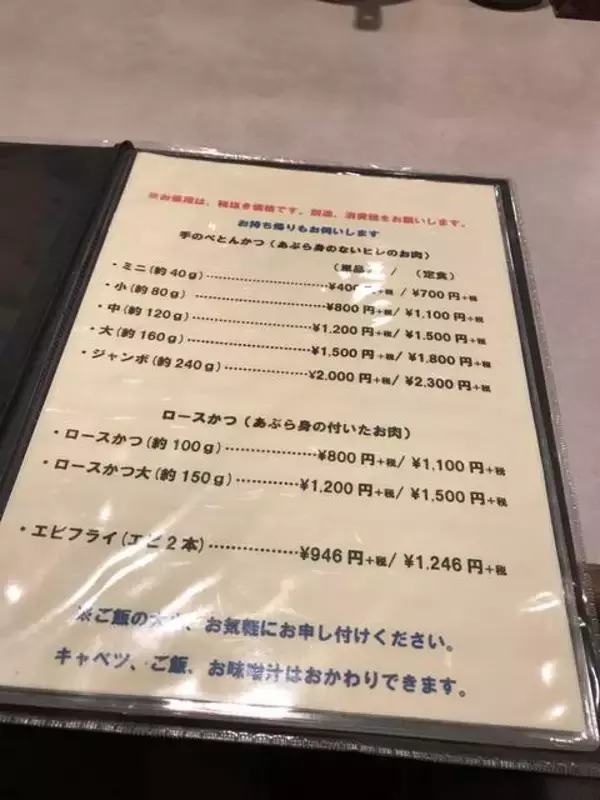 ※お値段は、税抜き価格です。別途、消費税をお願いします。
お持ち帰りもお伺いします
手のべとんかつ（あぶら身のないヒレのお肉）
（単品） / （定食）
・ミニ(約40g)………………¥400円+税 / ¥700円+税
・小(約80g)………………¥800円+税 / ¥1,100円+税
・中(約120g)………………¥1,200円+税 / ¥1,500円+税
・大(約160g)………………¥1,500円+税 / ¥1,800円+税
・ジャンボ(約240g)………………¥2,000円+税 / ¥2,300円+税
ロースかつ（あぶら身の付いたお肉）
・ロースかつ(約100g)………………¥800円+税 / ¥1,100円+税
・ロースかつ大(約150g)…………¥1,200円+税 / ¥1,500円+税
・エビフライ(エビ2本)………………¥946円+税 / ¥1,246円+税
※ご飯の大小、お気軽にお申し付けください。
キャベツ、ご飯、お味噌汁はおかわりできます。